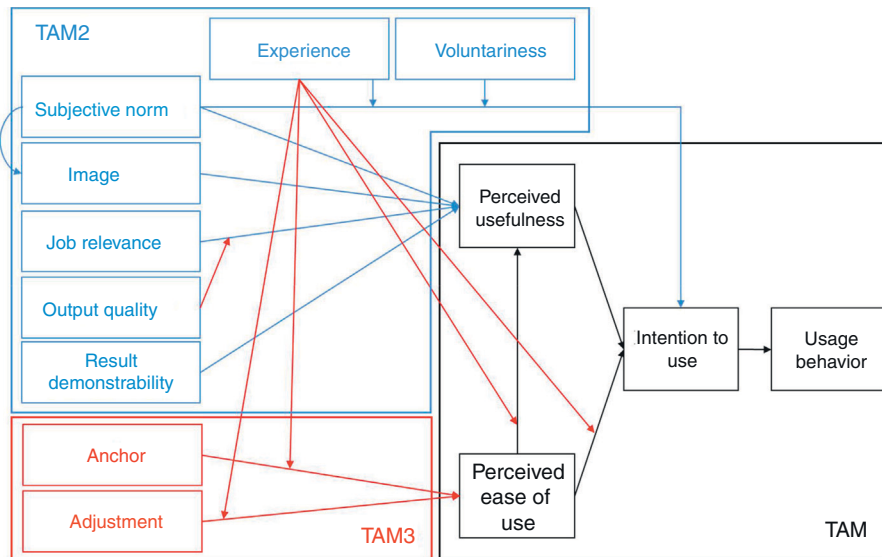 TAM2
Experience
Voluntariness
Subjective norm
Image
Job relevance
Output quality
Result
demonstrability
Perceived
usefulness
Intention to
use
Usage
behavior
Anchor
Adjustment
TAM3
Perceived
ease of
use
TAM